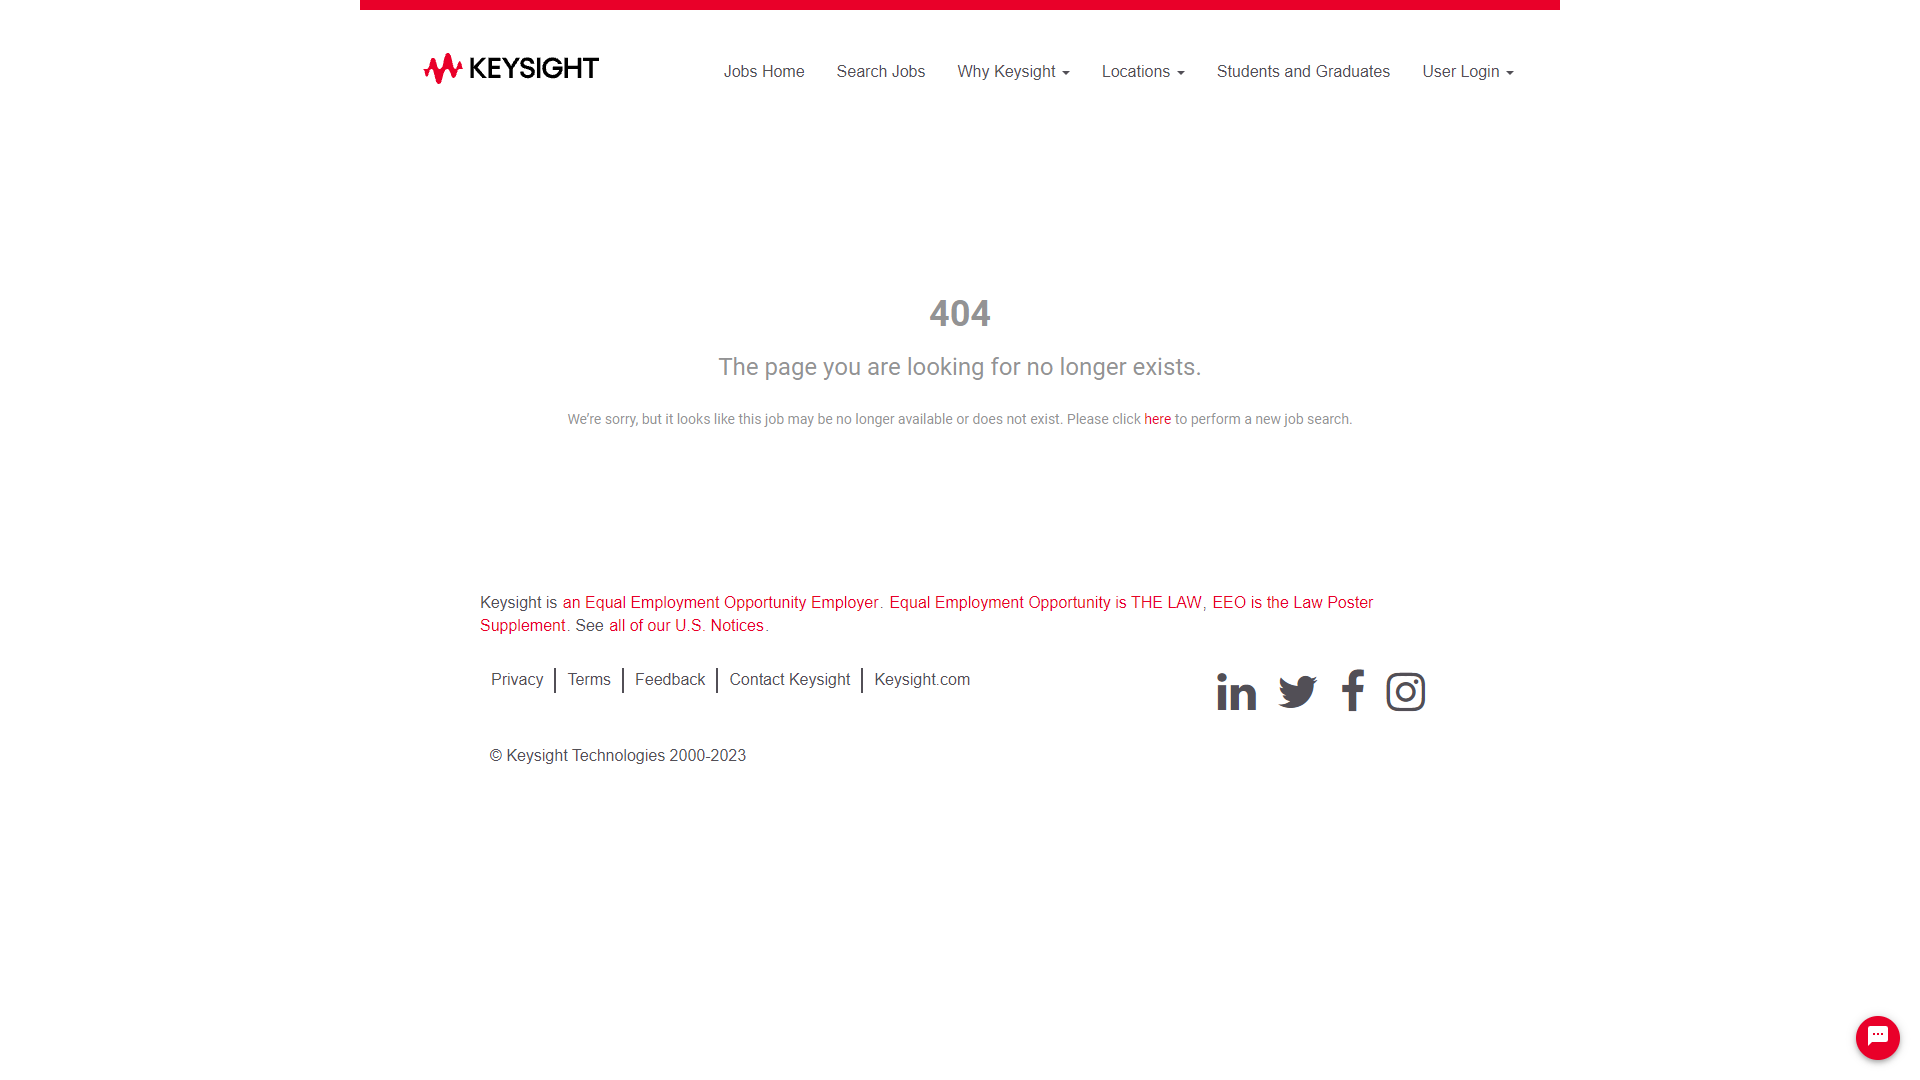 KEYSIGHT
Jobs Home Search Jobs Why Keysight Locations Students and Graduates User Login
404
The page you are looking for no longer exists.
We're sorry, but it looks like this job may be no longer available or does not exist. Please click here to perform a new job search.
Keysight is an Equal Employment Opportunity Employer. Equal Employment Opportunity is THE LAW, EEO is the Law Poster
Supplement. See all of our U.S. Notices.
Privacy Terms Feedback Contact Keysight Keysight.com
© Keysight Technologies 2000-2023